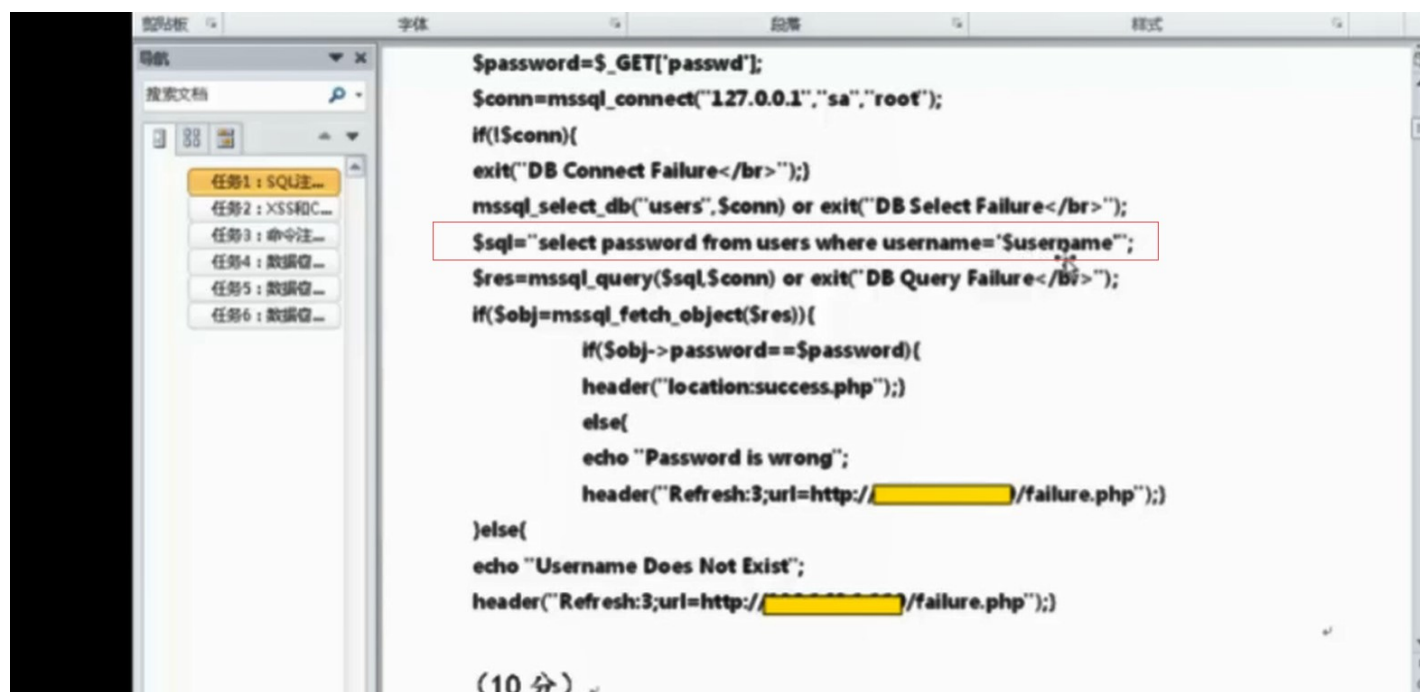 剪贴板 字体 段落 样式
导航
搜索文档
任务1：SQL注...
任务2：XSS和C...
任务3：命令注...
任务4：数据窃...
任务5：数据窃...
任务6：数据窃...
$password=$_GET['passwd'];
$conn=mssql_connect("127.0.0.1","sa","root");
if(!$conn){
exit("DB Connect Failure</br>");}
mssql_select_db("users",$conn) or exit("DB Select Failure</br>");
$sql="select password from users where username='$username'";
$res=mssql_query($sql,$conn) or exit("DB Query Failure</br>");
if($obj=mssql_fetch_object($res)){
if($obj->password==$password){
header("location:success.php");}
else{
echo "Password is wrong";
header("Refresh:3;url=http:///failure.php");}
}else{
echo "Username Does Not Exist";
header("Refresh:3;url=http:///failure.php");}
（10 分）